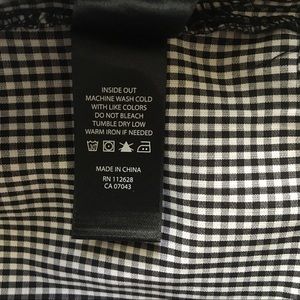 INSIDE OUT
MACHINE WASH COLD
WITH LIKE COLORS
DO NOT BLEACH
TUMBLE DRY LOW
WARM IRON IF NEEDED
MADE IN CHINA
RN 112628
CA 07043